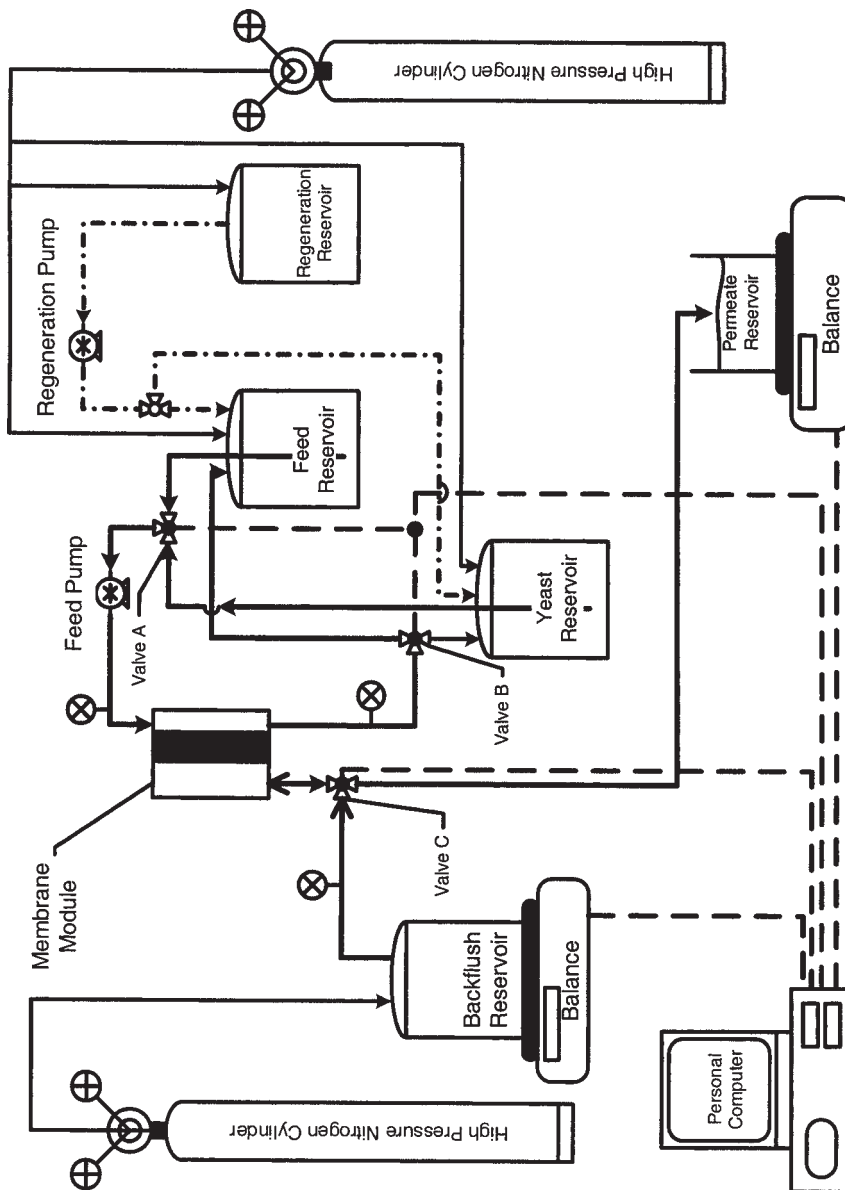 High Pressure Nitrogen Cylinder
Regeneration Pump
Regeneration
Reservoir
Feed Pump
Feed
Reservoir
Valve A
Membrane
Module
Valve B
Yeast
Reservoir
Valve C
Permeate
Reservoir
Balance
Backflush
Reservoir
Balance
High Pressure Nitrogen Cylinder
Personal
Computer